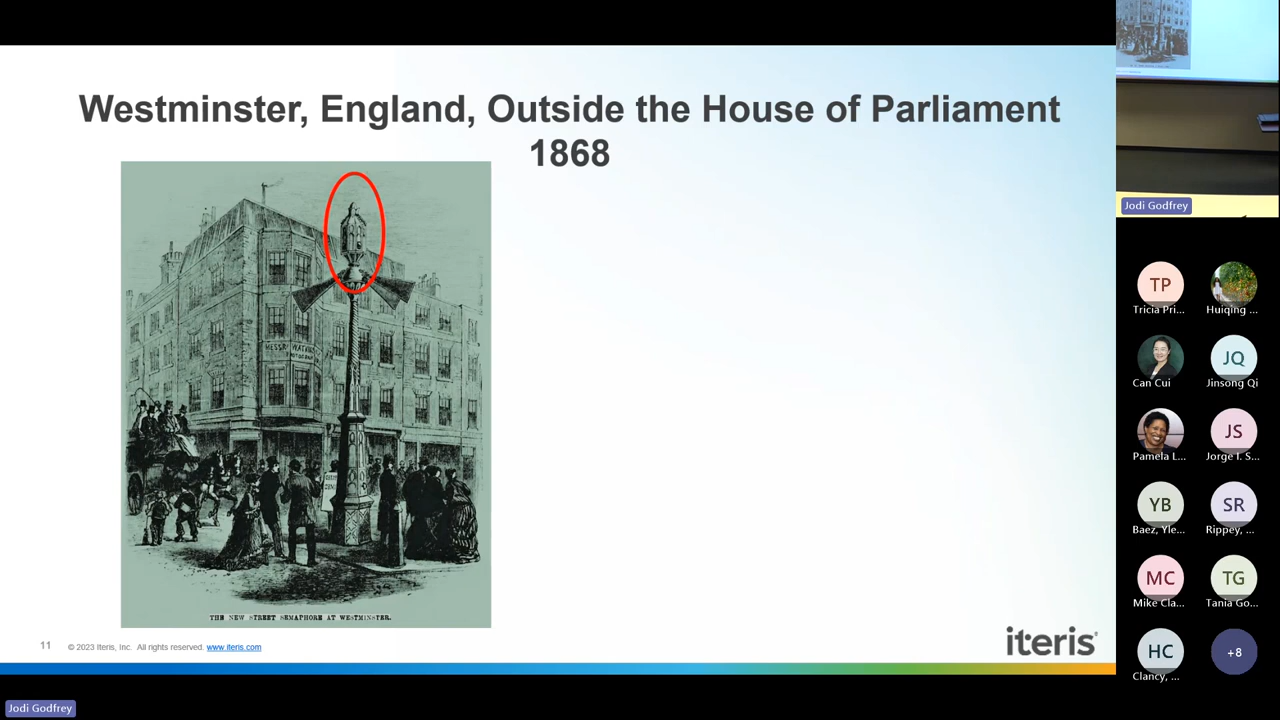 Westminster, England, Outside the House of Parliament
1868
MESSRS
THE NEW STREET SEMAPHORE AT WESTMINSTER.
11 © 2023 Iteris, Inc. All rights reserved. www.iteris.com
iteris
Jodi Godfrey
TP
Tricia Pri...
Huiqing ...
Can Cui
JQ
Jinsong Qi
Pamela L...
JS
Jorge I. S...
YB
Baez, Yle...
SR
Rippey, ...
MC
Mike Cla...
TG
Tania Go...
HC
Clancy, ...
+8
Jodi Godfrey